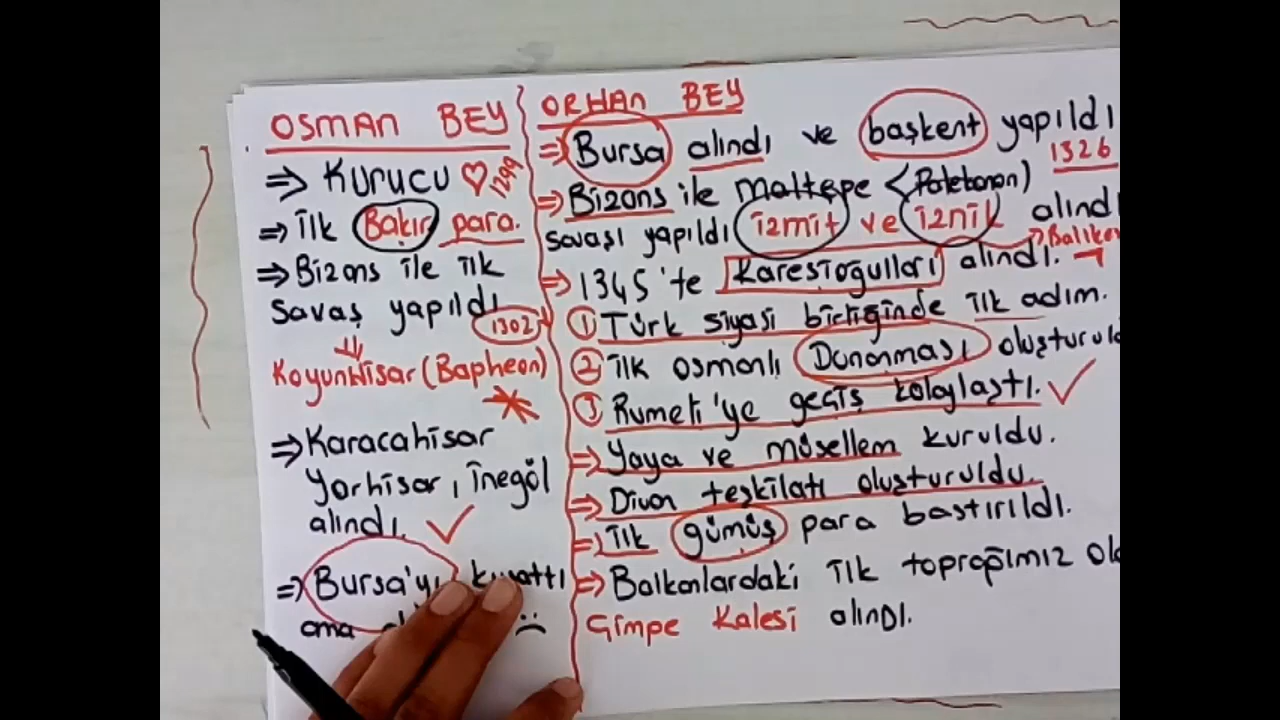 OSMAN BEY
⇒ Kurucu ♡ 1299
⇒ İlk Bakır para.
⇒ Bizans ile ilk
savaş yapıldı
1302
Koyunhisar (Bapheon)
⇒ Karacahisar
Yarhisar, İnegöl
alındı. ✓
⇒ Bursa'yı kuşattı
ama
ORHAN BEY
⇒ Bursa alındı ve başkent yapıldı
1326
⇒ Bizans ile Maltepe (Palekanon)
savaşı yapıldı İzmit ve İznik alındı
⇒ 1345'te Karesioğulları alındı. → Balıkes
① Türk siyasi birliğinde ilk adım.
② İlk osmanlı Donanması oluşturuld
③ Rumeli'ye geçiş kolaylaştı. ✓
⇒ Yaya ve müsellem kuruldu.
⇒ Divan teşkilatı oluşturuldu.
⇒ İlk gümüş para bastırıldı.
⇒ Balkanlardaki ilk toprağımız ola
Çimpe Kalesi alındı.